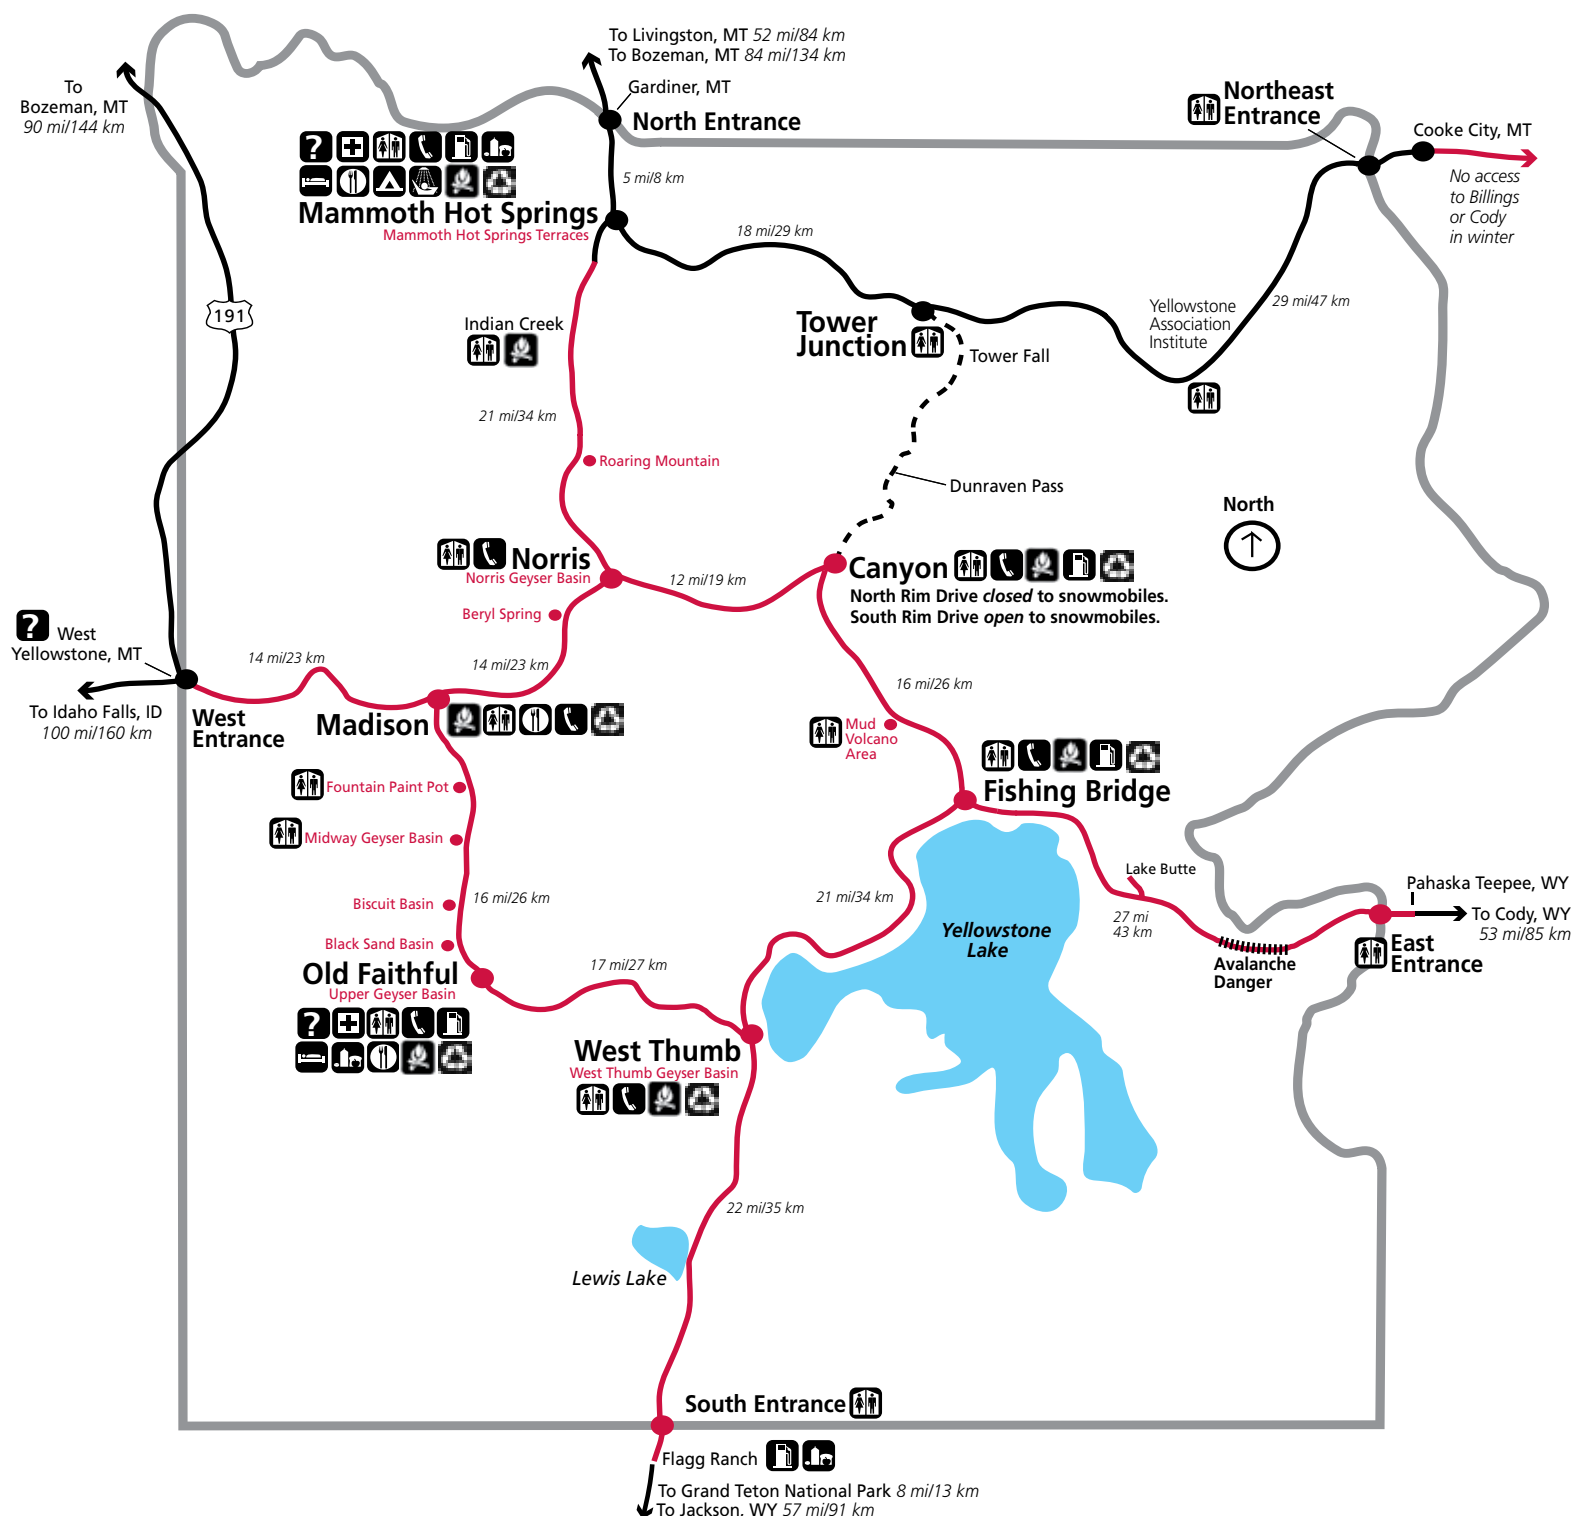 To Livingston, MT 52 mi/84 km
To Bozeman, MT 84 mi/134 km
Gardiner, MT
North Entrance
To
Bozeman, MT
90 mi/144 km
Northeast
Entrance
Cooke City, MT
No access
to Billings
or Cody
in winter
?
5 mi/8 km
Mammoth Hot Springs
Mammoth Hot Springs Terraces
18 mi/29 km
191
29 mi/47 km
Yellowstone
Association
Institute
Indian Creek
Tower
Junction
Tower Fall
21 mi/34 km
Roaring Mountain
Dunraven Pass
North
Norris
Norris Geyser Basin
12 mi/19 km
Canyon
North Rim Drive closed to snowmobiles.
South Rim Drive open to snowmobiles.
Beryl Spring
?
West
Yellowstone, MT
14 mi/23 km
14 mi/23 km
16 mi/26 km
To Idaho Falls, ID
100 mi/160 km
West
Entrance
Madison
Mud
Volcano
Area
Fishing Bridge
Fountain Paint Pot
Midway Geyser Basin
Lake Butte
Pahaska Teepee, WY
Biscuit Basin
16 mi/26 km
21 mi/34 km
27 mi
43 km
To Cody, WY
53 mi/85 km
Yellowstone
Lake
Black Sand Basin
East
Entrance
Avalanche
Danger
Old Faithful
Upper Geyser Basin
17 mi/27 km
?
West Thumb
West Thumb Geyser Basin
22 mi/35 km
Lewis Lake
South Entrance
Flagg Ranch
To Grand Teton National Park 8 mi/13 km
To Jackson, WY 57 mi/91 km